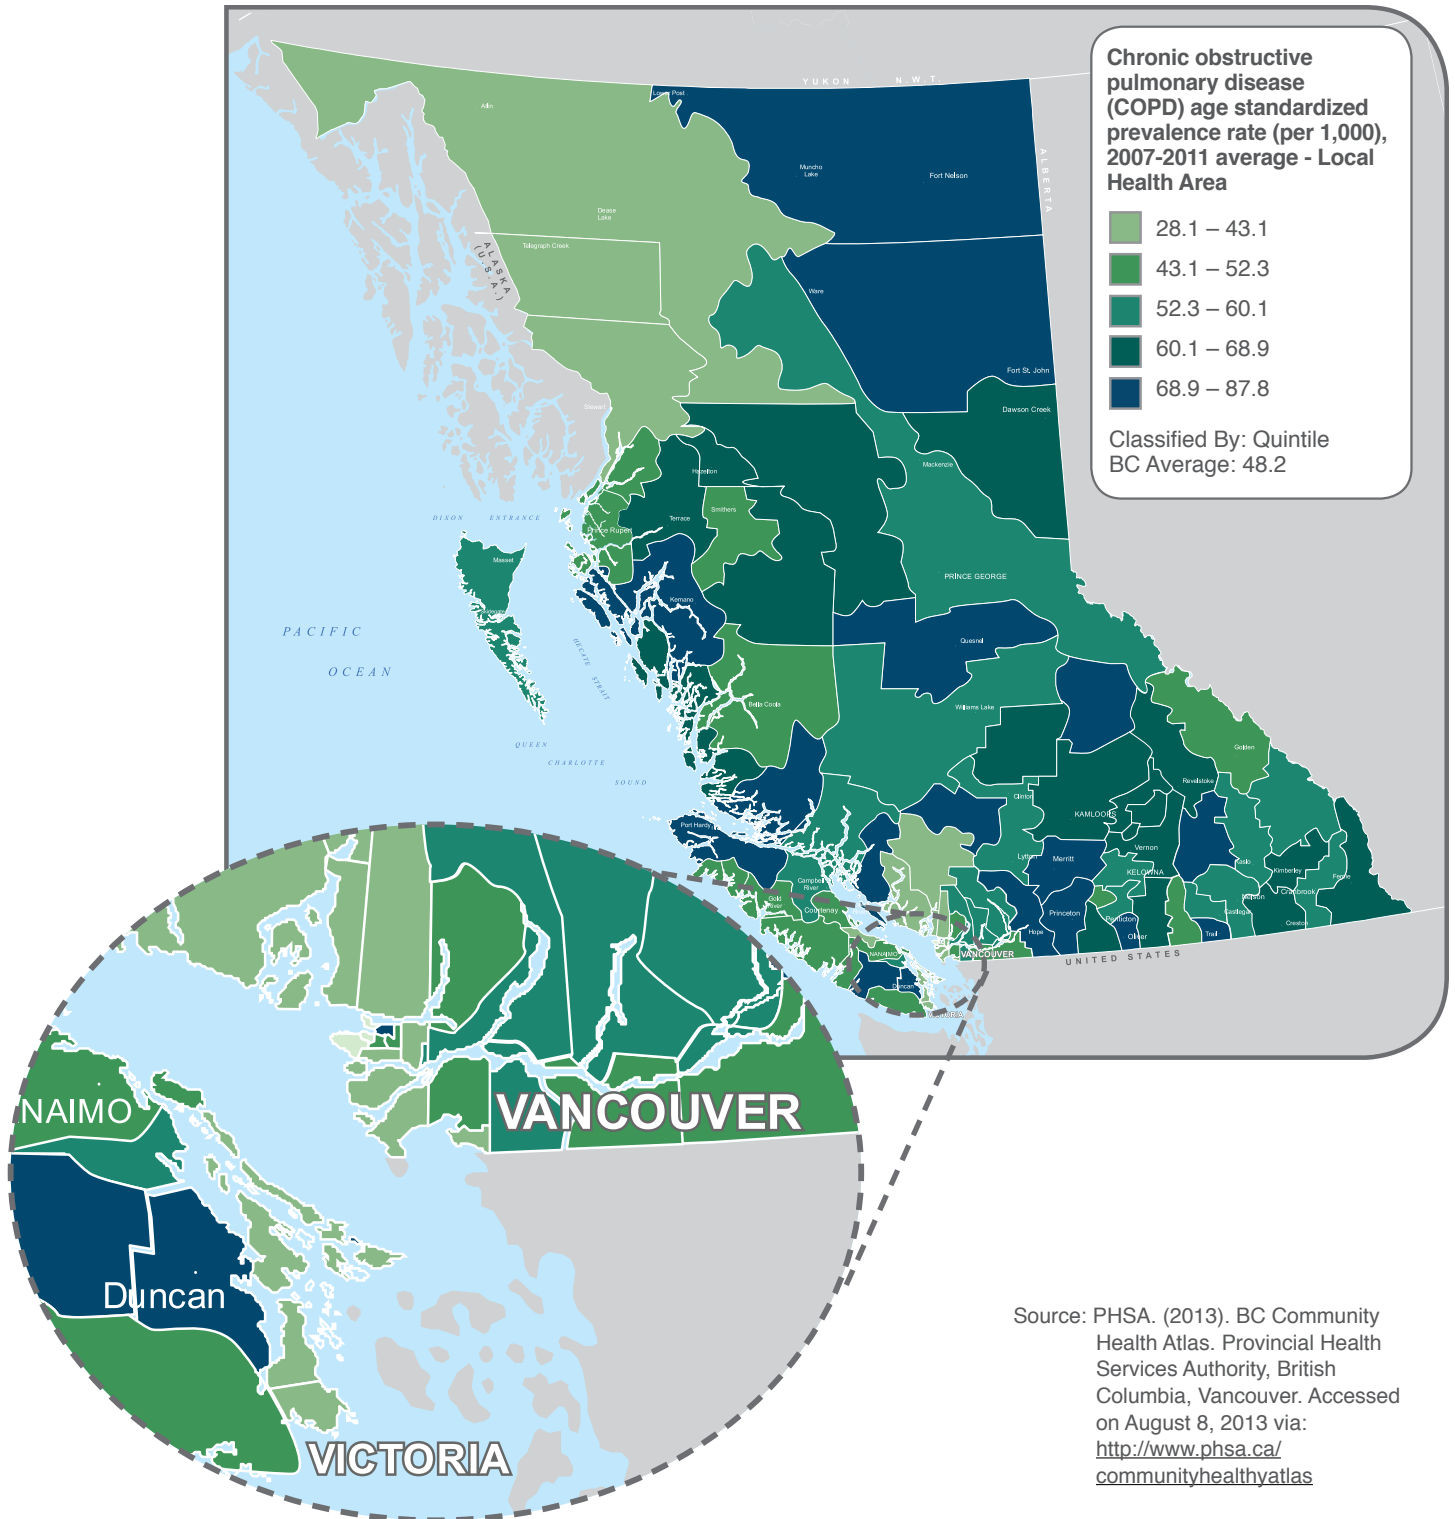 YUKON N.W.T.
Chronic obstructive
pulmonary disease
(COPD) age standardized
prevalence rate (per 1,000),
2007-2011 average - Local
Health Area
28.1 – 43.1
43.1 – 52.3
52.3 – 60.1
60.1 – 68.9
68.9 – 87.8
Classified By: Quintile
BC Average: 48.2
Lower Post
Atlin
Muncho
Lake
Fort Nelson
ALBERTA
Dease
Lake
Telegraph Creek
ALASKA
(U.S.A.)
Ware
Fort St. John
Stewart
Dawson Creek
Mackenzie
Hazelton
Smithers
Terrace
DIXON ENTRANCE
Prince Rupert
Masset
PRINCE GEORGE
Kemano
PACIFIC
OCEAN
HECATE STRAIT
Quesnel
Bella Coola
Williams Lake
QUEEN
CHARLOTTE
SOUND
Golden
Revelstoke
Clinton
KAMLOOPS
Port Hardy
Vernon
Lytton
Merritt
Kaslo
KELOWNA
Kimberley
Fernie
Campbell
River
Gold
River
Courtenay
Nelson
Cranbrook
Castlegar
Creston
Princeton
Penticton
Hope
Oliver
Trail
NANAIMO
VANCOUVER
UNITED STATES
Duncan
VICTORIA
NAIMO
VANCOUVER
Duncan
VICTORIA
Source: PHSA. (2013). BC Community
Health Atlas. Provincial Health
Services Authority, British
Columbia, Vancouver. Accessed
on August 8, 2013 via:
http://www.phsa.ca/
communityhealthyatlas